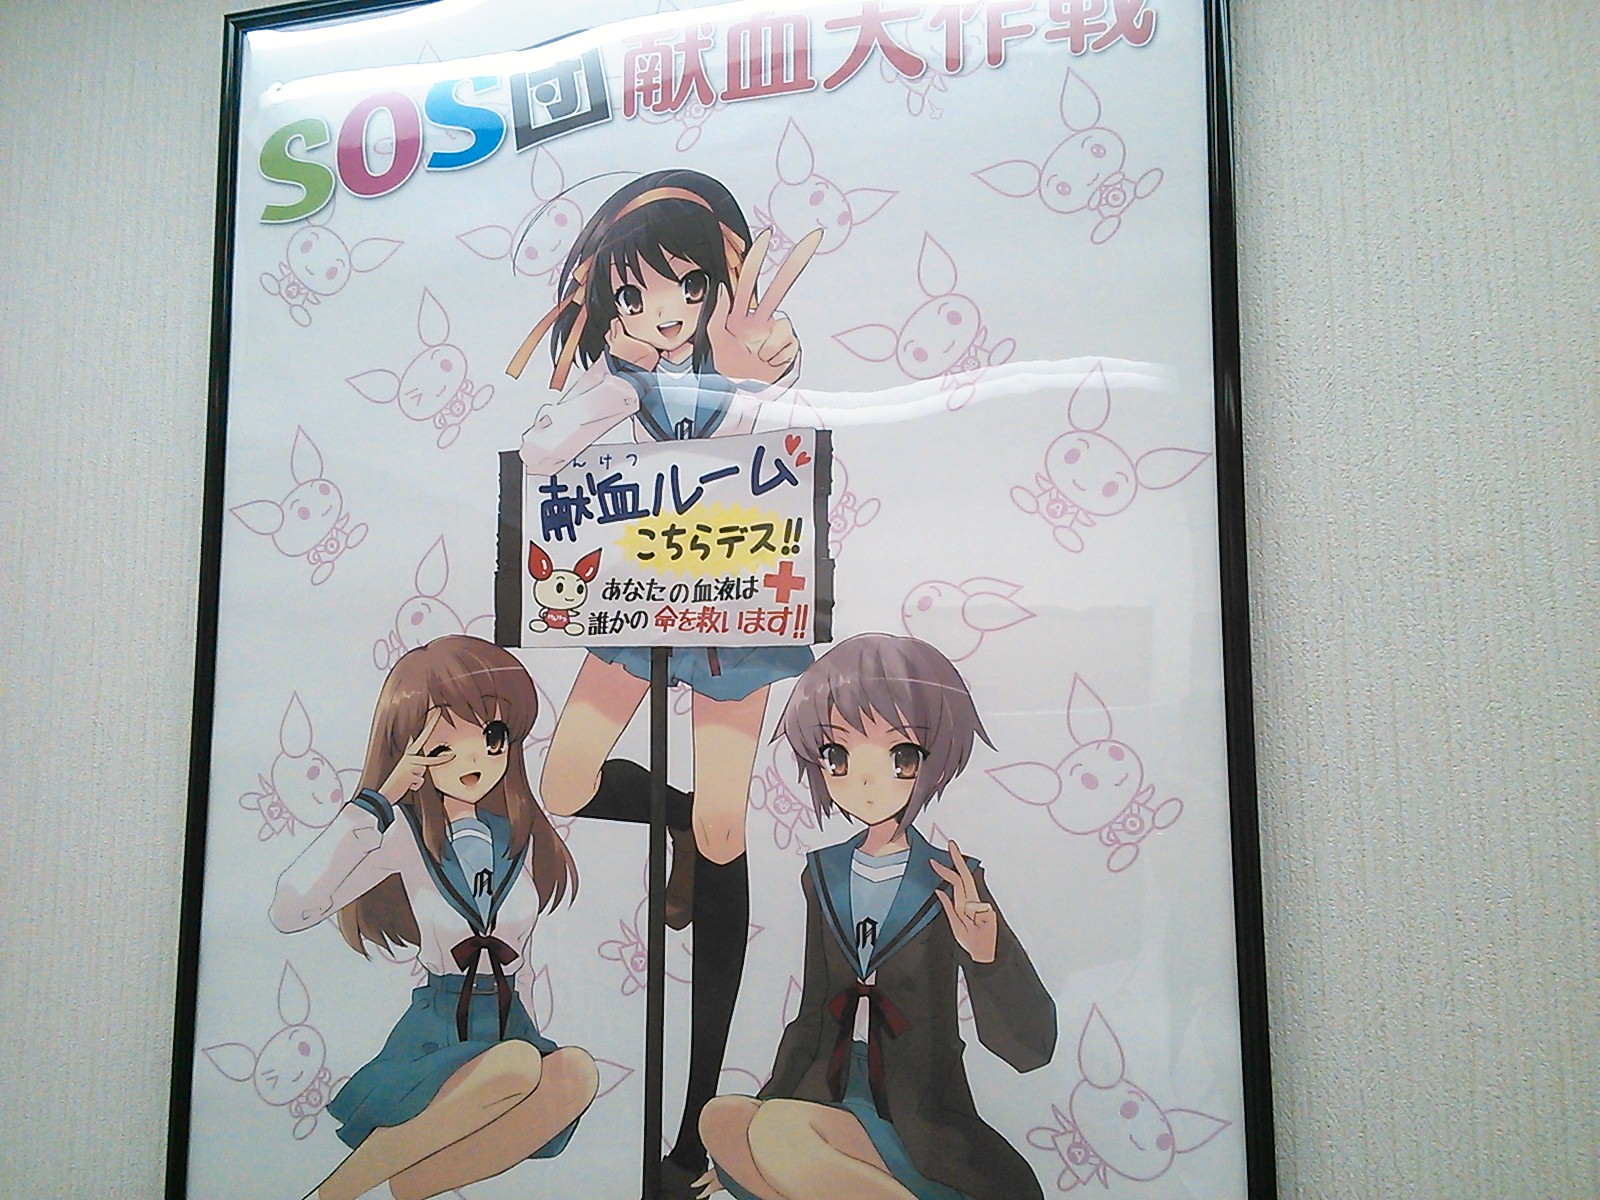 SOS団献血大作戦
んけつ
献血ルーム
こちらデス!!
あなたの血液は
誰かの命を救います!!